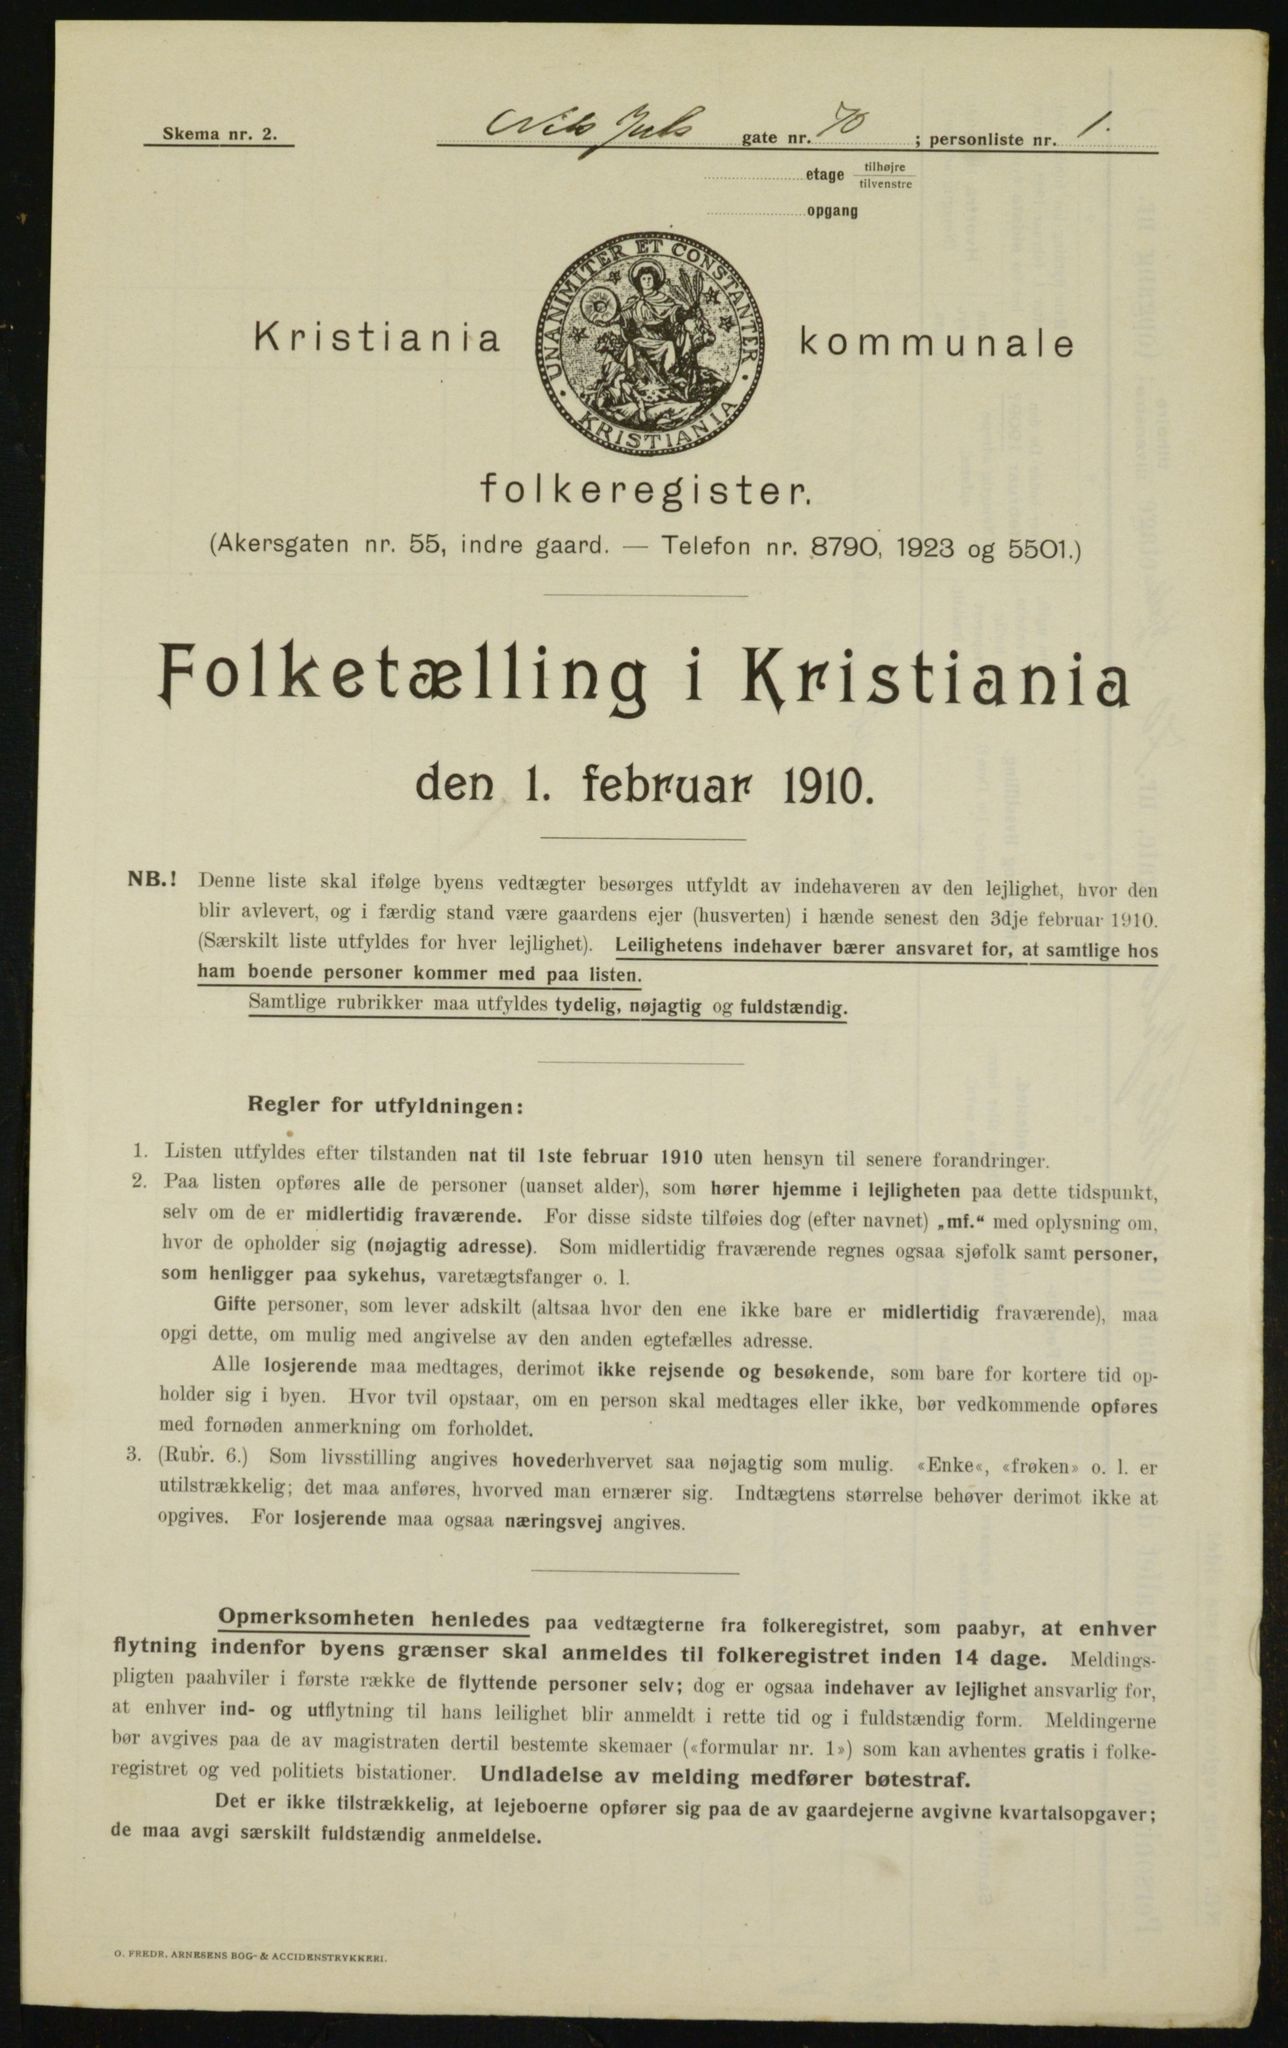 Skema nr. 2.
Nils Juels gate nr. 70 ; personliste nr. 1.
etage tilhøjre
tilvenstre
opgang
UNANIMITER ET CONSTANTER
KRISTIANIA
Kristiania kommunale
folkeregister.
(Akersgaten nr. 55, indre gaard. — Telefon nr. 8790, 1923 og 5501.)
Folketælling i Kristiania
den 1. februar 1910.
NB.! Denne liste skal ifølge byens vedtægter besørges utfyldt av indehaveren av den lejlighet, hvor den
blir avlevert, og i færdig stand være gaardens ejer (husverten) i hænde senest den 3dje februar 1910.
(Særskilt liste utfyldes for hver lejlighet). Leilighetens indehaver bærer ansvaret for, at samtlige hos
ham boende personer kommer med paa listen.
Samtlige rubrikker maa utfyldes tydelig, nøjagtig og fuldstændig.
Regler for utfyldningen:
1. Listen utfyldes efter tilstanden nat til 1ste februar 1910 uten hensyn til senere forandringer.
2. Paa listen opføres alle de personer (uanset alder), som hører hjemme i lejligheten paa dette tidspunkt,
selv om de er midlertidig fraværende. For disse sidste tilføies dog (efter navnet) „mf.“ med oplysning om,
hvor de opholder sig (nøjagtig adresse). Som midlertidig fraværende regnes ogsaa sjøfolk samt personer,
som henligger paa sykehus, varetægtsfanger o. l.
Gifte personer, som lever adskilt (altsaa hvor den ene ikke bare er midlertidig fraværende), maa
opgi dette, om mulig med angivelse av den anden egtefælles adresse.
Alle losjerende maa medtages, derimot ikke rejsende og besøkende, som bare for kortere tid op-
holder sig i byen. Hvor tvil opstaar, om en person skal medtages eller ikke, bør vedkommende opføres
med fornøden anmerkning om forholdet.
3. (Rubr. 6.) Som livsstilling angives hovederhvervet saa nøjagtig som mulig. «Enke«, «frøken» o. l. er
utilstrækkelig; det maa anføres, hvorved man ernærer sig. Indtægtens størrelse behøver derimot ikke at
opgives. For losjerende maa ogsaa næringsvej angives.
Opmerksomheten henledes paa vedtægterne fra folkeregistret, som paabyr, at enhver
flytning indenfor byens grænser skal anmeldes til folkeregistret inden 14 dage. Meldings-
pligten paahviler i første række de flyttende personer selv; dog er ogsaa indehaver av lejlighet ansvarlig for,
at enhver ind- og utflytning til hans leilighet blir anmeldt i rette tid og i fuldstændig form. Meldingerne
bør avgives paa de av magistraten dertil bestemte skemaer («formular nr. 1») som kan avhentes gratis i folke-
registret og ved politiets bistationer. Undladelse av melding medfører bøtestraf.
Det er ikke tilstrækkelig, at lejeboerne opfører sig paa de av gaardejerne avgivne kvartalsopgaver;
de maa avgi særskilt fuldstændig anmeldelse.
O. FREDR. ARNESENS BOG- & ACCIDENSTRYKKERI.